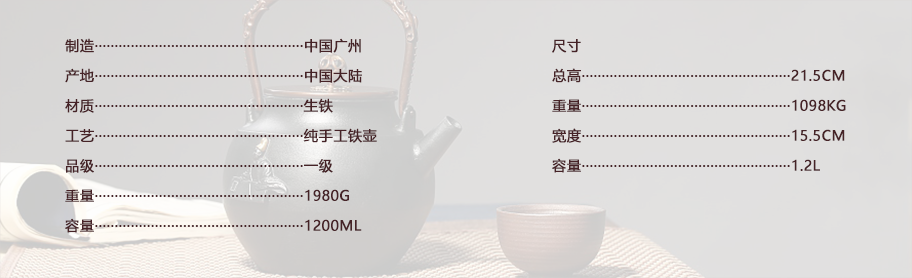 制造··················中国广州
产地··················中国大陆
材质··················生铁
工艺··················纯手工铁壶
品级··················一级
重量··················1980G
容量··················1200ML
尺寸
总高··················21.5CM
重量··················1098KG
宽度··················15.5CM
容量··················1.2L